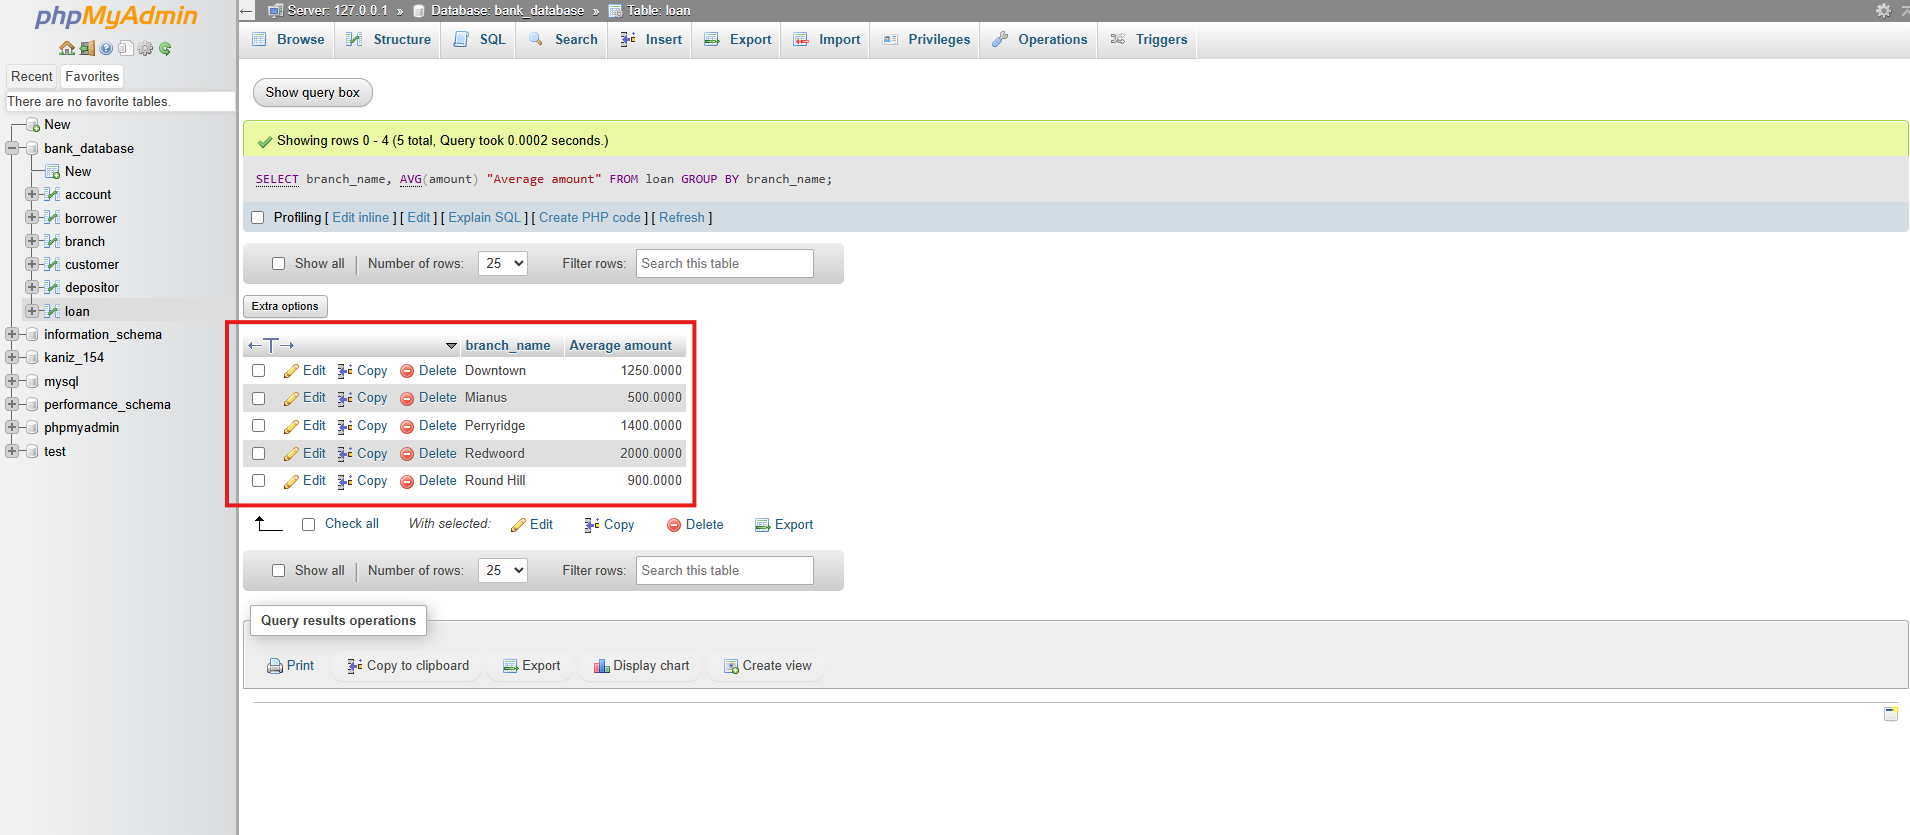 phpMyAdmin
Recent Favorites
There are no favorite tables.
New
bank_database
New
account
borrower
branch
customer
depositor
loan
information_schema
kaniz_154
mysql
performance_schema
phpmyadmin
test
Server: 127.0.0.1 » Database: bank_database » Table: loan
Browse Structure SQL Search Insert Export Import Privileges Operations Triggers
Show query box
Showing rows 0 - 4 (5 total, Query took 0.0002 seconds.)
SELECT branch_name, AVG(amount) "Average amount" FROM loan GROUP BY branch_name;
Profiling [ Edit inline ] [ Edit ] [ Explain SQL ] [ Create PHP code ] [ Refresh ]
Show all Number of rows: 25 Filter rows: Search this table
Extra options
←T→ branch_name Average amount
Edit Copy Delete Downtown 1250.0000
Edit Copy Delete Mianus 500.0000
Edit Copy Delete Perryridge 1400.0000
Edit Copy Delete Redwoord 2000.0000
Edit Copy Delete Round Hill 900.0000
Check all With selected: Edit Copy Delete Export
Show all Number of rows: 25 Filter rows: Search this table
Query results operations
Print Copy to clipboard Export Display chart Create view